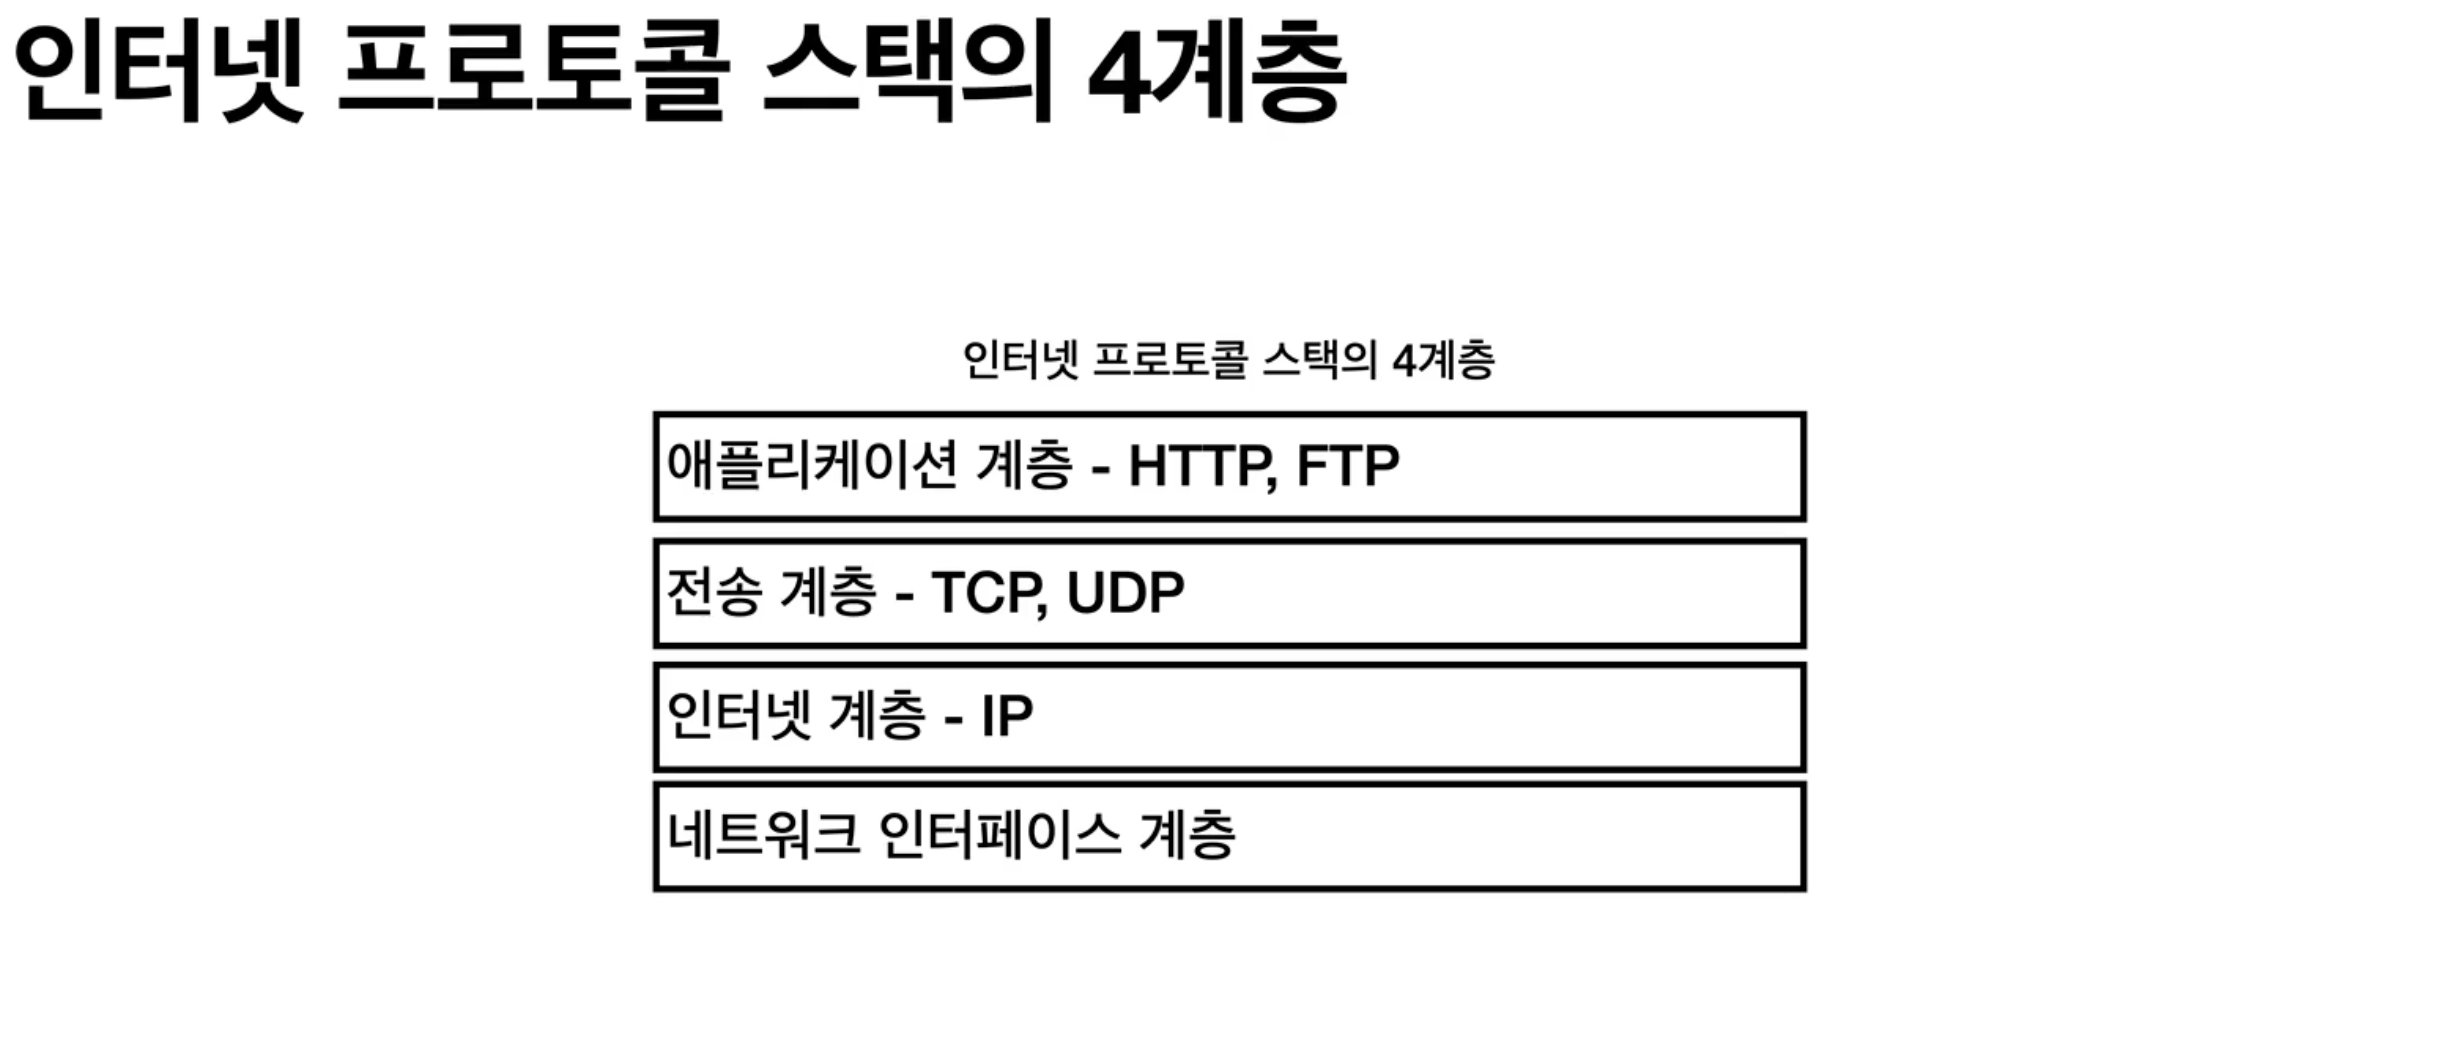 인터넷 프로토콜 스택의 4계층
인터넷 프로토콜 스택의 4계층
애플리케이션 계층 - HTTP, FTP
전송 계층 - TCP, UDP
인터넷 계층 - IP
네트워크 인터페이스 계층